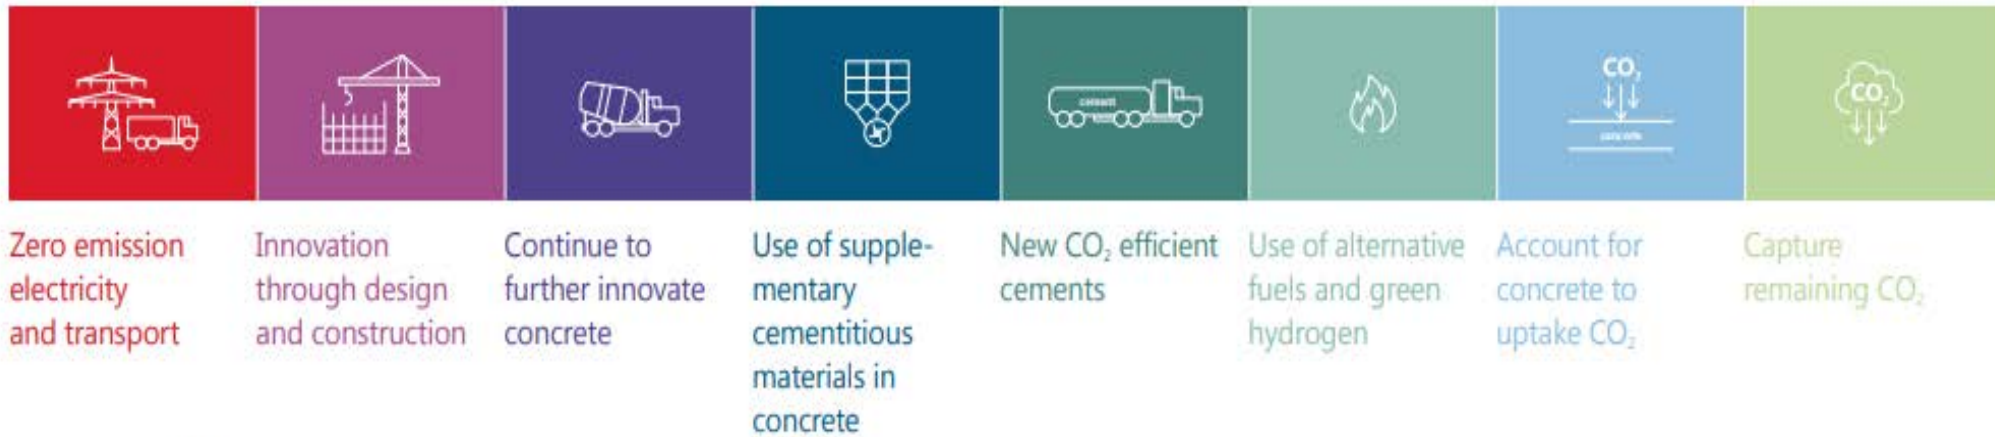 cement
CO₂
concrete
CO₂
Zero emission
electricity
and transport
Innovation
through design
and construction
Continue to
further innovate
concrete
Use of supple-
mentary
cementitious
materials in
concrete
New CO₂ efficient
cements
Use of alternative
fuels and green
hydrogen
Account for
concrete to
uptake CO₂
Capture
remaining CO₂